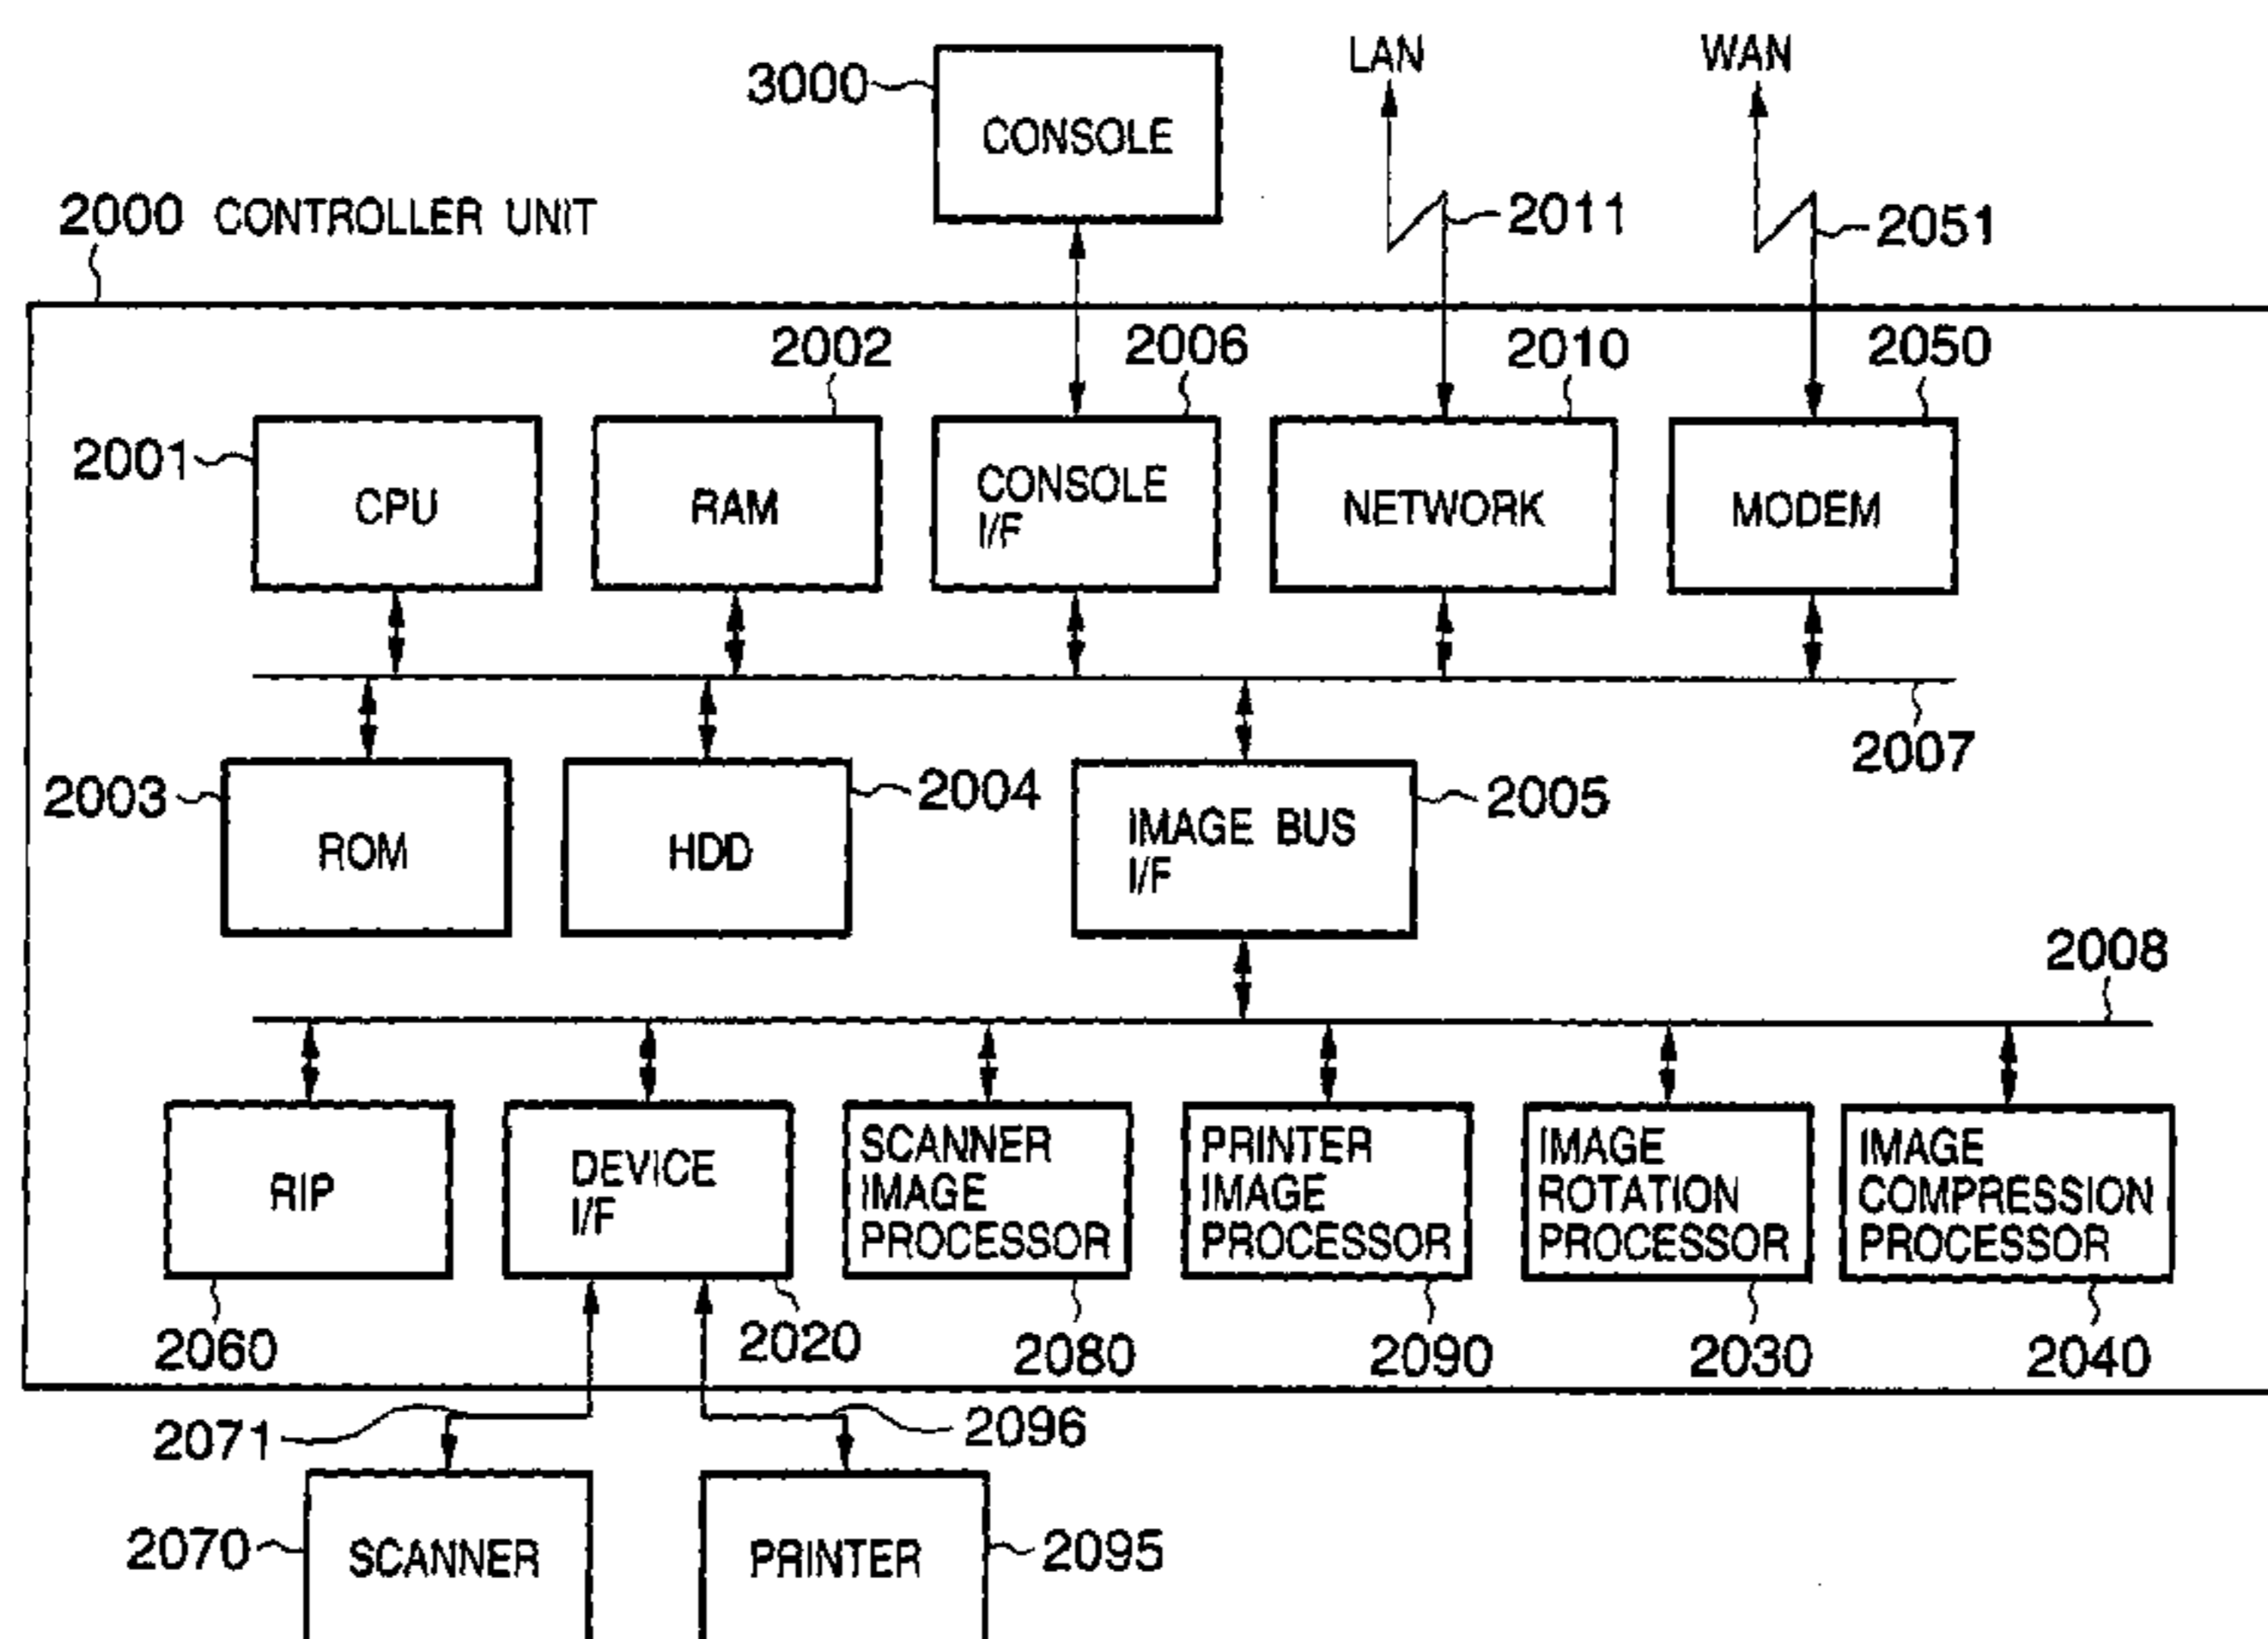 LAN
WAN
3000
CONSOLE
2000 CONTROLLER UNIT
2011
2051
2002
2006
2010
2050
2001
CPU
RAM
CONSOLE
I/F
NETWORK
MODEM
2007
2003
ROM
HDD
2004
IMAGE BUS
I/F
2005
2008
RIP
DEVICE
I/F
SCANNER
IMAGE
PROCESSOR
PRINTER
IMAGE
PROCESSOR
IMAGE
ROTATION
PROCESSOR
IMAGE
COMPRESSION
PROCESSOR
2060
2020
2080
2090
2030
2040
2071
2096
2070
SCANNER
PRINTER
2095